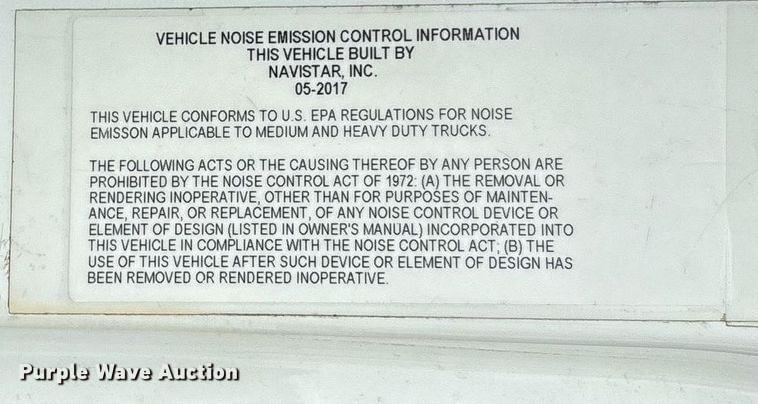 VEHICLE NOISE EMISSION CONTROL INFORMATION
THIS VEHICLE BUILT BY
NAVISTAR, INC.
05-2017
THIS VEHICLE CONFORMS TO U.S. EPA REGULATIONS FOR NOISE
EMISSON APPLICABLE TO MEDIUM AND HEAVY DUTY TRUCKS.
THE FOLLOWING ACTS OR THE CAUSING THEREOF BY ANY PERSON ARE
PROHIBITED BY THE NOISE CONTROL ACT OF 1972: (A) THE REMOVAL OR
RENDERING INOPERATIVE, OTHER THAN FOR PURPOSES OF MAINTEN-
ANCE, REPAIR, OR REPLACEMENT, OF ANY NOISE CONTROL DEVICE OR
ELEMENT OF DESIGN (LISTED IN OWNER'S MANUAL) INCORPORATED INTO
THIS VEHICLE IN COMPLIANCE WITH THE NOISE CONTROL ACT; (B) THE
USE OF THIS VEHICLE AFTER SUCH DEVICE OR ELEMENT OF DESIGN HAS
BEEN REMOVED OR RENDERED INOPERATIVE.
Purple Wave Auction